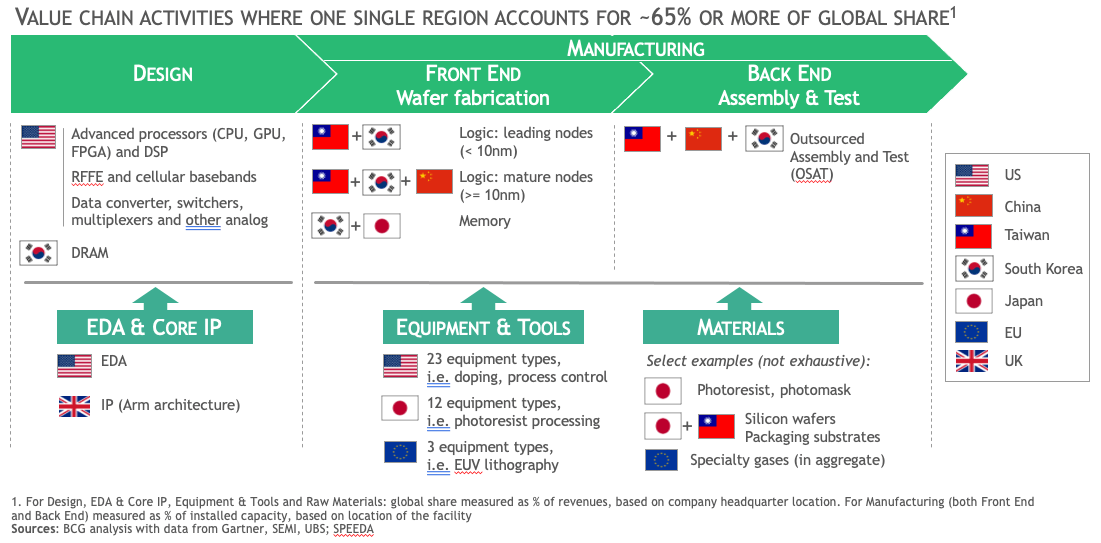 VALUE CHAIN ACTIVITIES WHERE ONE SINGLE REGION ACCOUNTS FOR ~65% OR MORE OF GLOBAL SHARE1
MANUFACTURING
DESIGN
FRONT END
Wafer fabrication
BACK END
Assembly & Test
Advanced processors (CPU, GPU,
FPGA) and DSP
RFFE and cellular basebands
Data converter, switchers,
multiplexers and other analog
DRAM
+
Logic: leading nodes
(< 10nm)
+ +
Logic: mature nodes
(>= 10nm)
+
Memory
+ +
Outsourced
Assembly and Test
(OSAT)
US
China
Taiwan
South Korea
Japan
EU
UK
EDA & CORE IP
EDA
IP (Arm architecture)
EQUIPMENT & TOOLS
23 equipment types,
i.e. doping, process control
12 equipment types,
i.e. photoresist processing
3 equipment types,
i.e. EUV lithography
MATERIALS
Select examples (not exhaustive):
Photoresist, photomask
+
Silicon wafers
Packaging substrates
Specialty gases (in aggregate)
1. For Design, EDA & Core IP, Equipment & Tools and Raw Materials: global share measured as % of revenues, based on company headquarter location. For Manufacturing (both Front End
and Back End) measured as % of installed capacity, based on location of the facility
Sources: BCG analysis with data from Gartner, SEMI, UBS; SPEEDA